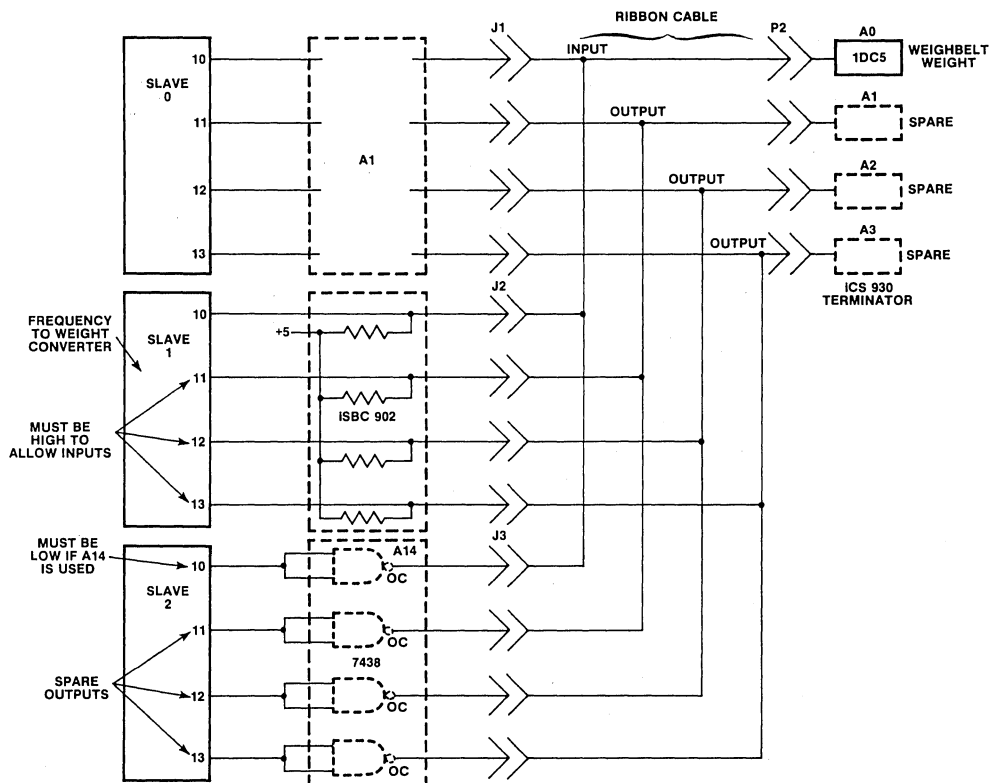 RIBBON CABLE
J1
P2
A0
10
INPUT
1DC5
WEIGHBELT
WEIGHT
SLAVE
0
A1
11
OUTPUT
SPARE
A1
A2
12
OUTPUT
SPARE
A3
13
OUTPUT
SPARE
ICS 930
TERMINATOR
J2
10
FREQUENCY
TO WEIGHT
CONVERTER
SLAVE
1
+5
11
ISBC 902
MUST BE
HIGH TO
ALLOW INPUTS
12
13
MUST BE
LOW IF A14
IS USED
A14
J3
10
OC
SLAVE
2
11
OC
7438
SPARE
OUTPUTS
12
OC
13
OC